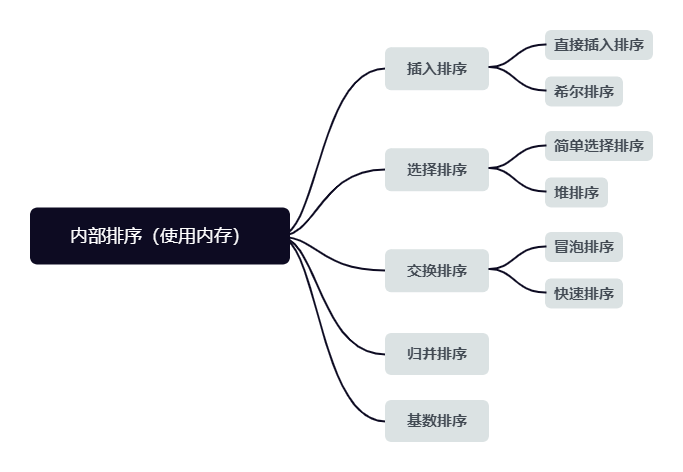 内部排序（使用内存）
插入排序
直接插入排序
希尔排序
选择排序
简单选择排序
堆排序
交换排序
冒泡排序
快速排序
归并排序
基数排序